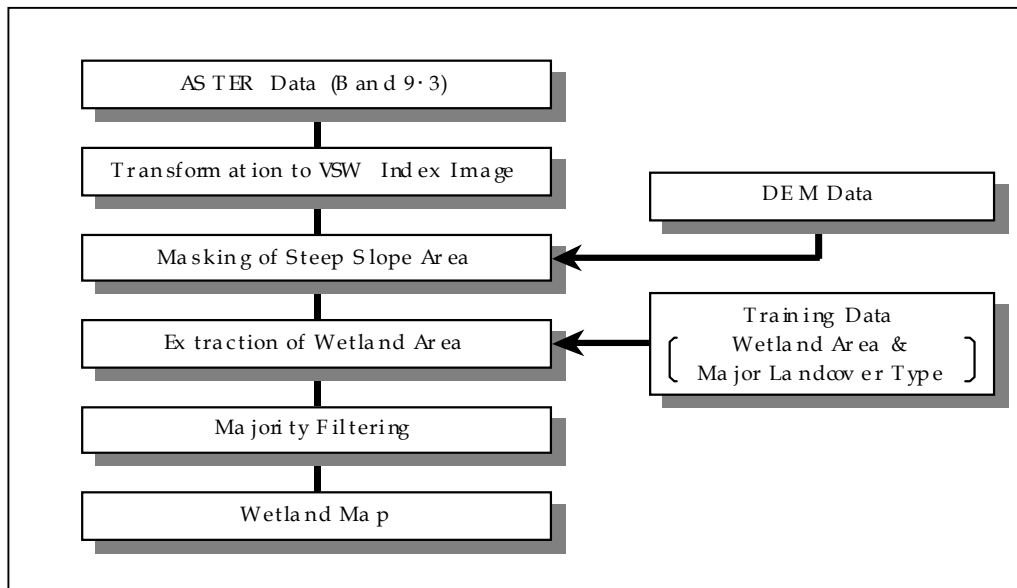 ASTER Data (Band 9·3)
Transformation to VSW Index Image
DEM Data
Masking of Steep Slope Area
Extraction of Wetland Area
Training Data
Wetland Area &
Major Landcover Type
Majority Filtering
Wetland Map